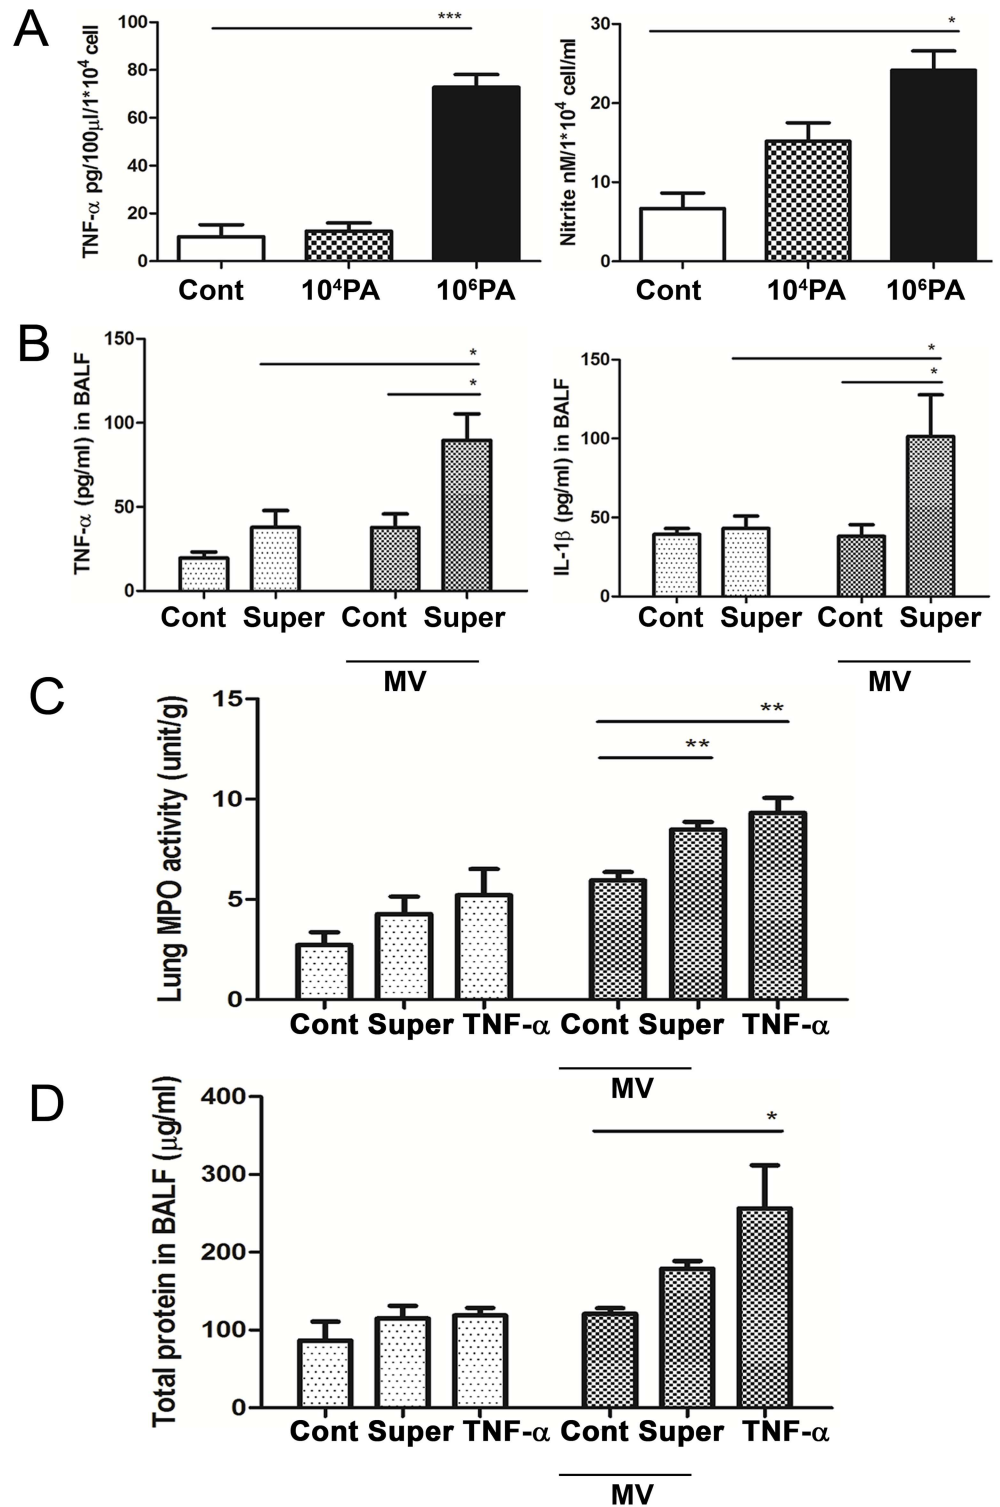 A
TNF-α pg/100μl/1*10⁴ cell
100
80
60
40
20
0
***
Cont 10⁴PA 10⁶PA
Nitrite nM/1*10⁴ cell/ml
30
20
10
0
*
Cont 10⁴PA 10⁶PA
B
TNF-α (pg/ml) in BALF
150
100
50
0
*
*
Cont Super Cont Super
MV
IL-1β (pg/ml) in BALF
150
100
50
0
*
*
Cont Super Cont Super
MV
C
Lung MPO activity (unit/g)
15
10
5
0
**
**
Cont Super TNF-α Cont Super TNF-α
MV
D
Total protein in BALF (μg/ml)
400
300
200
100
0
*
Cont Super TNF-α Cont Super TNF-α
MV